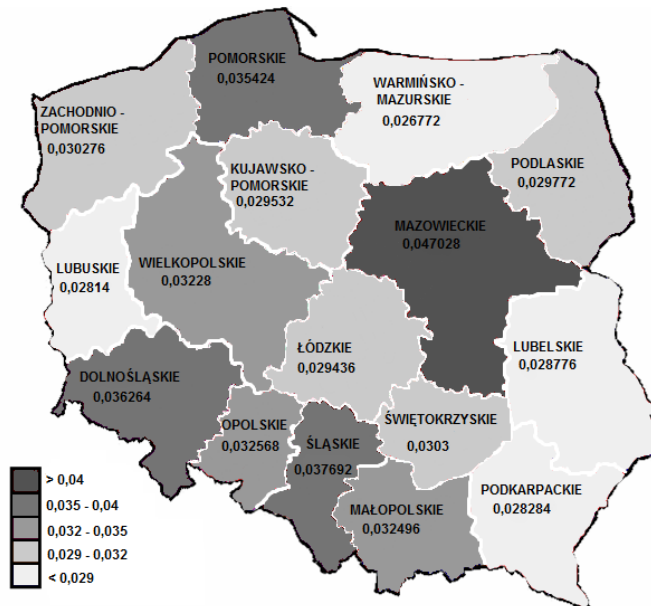 POMORSKIE
0,035424
WARMIŃSKO -
MAZURSKIE
0,026772
ZACHODNIO -
POMORSKIE
0,030276
KUJAWSKO -
POMORSKIE
0,029532
PODLASKIE
0,029772
MAZOWIECKIE
0,047028
LUBUSKIE
0,02814
WIELKOPOLSKIE
0,03228
ŁÓDZKIE
0,029436
LUBELSKIE
0,028776
DOLNOŚLĄSKIE
0,036264
OPOLSKIE
0,032568
ŚLĄSKIE
0,037692
ŚWIĘTOKRZYSKIE
0,0303
MAŁOPOLSKIE
0,032496
PODKARPACKIE
0,028284
> 0,04
0,035 - 0,04
0,032 - 0,035
0,029 - 0,032
< 0,029